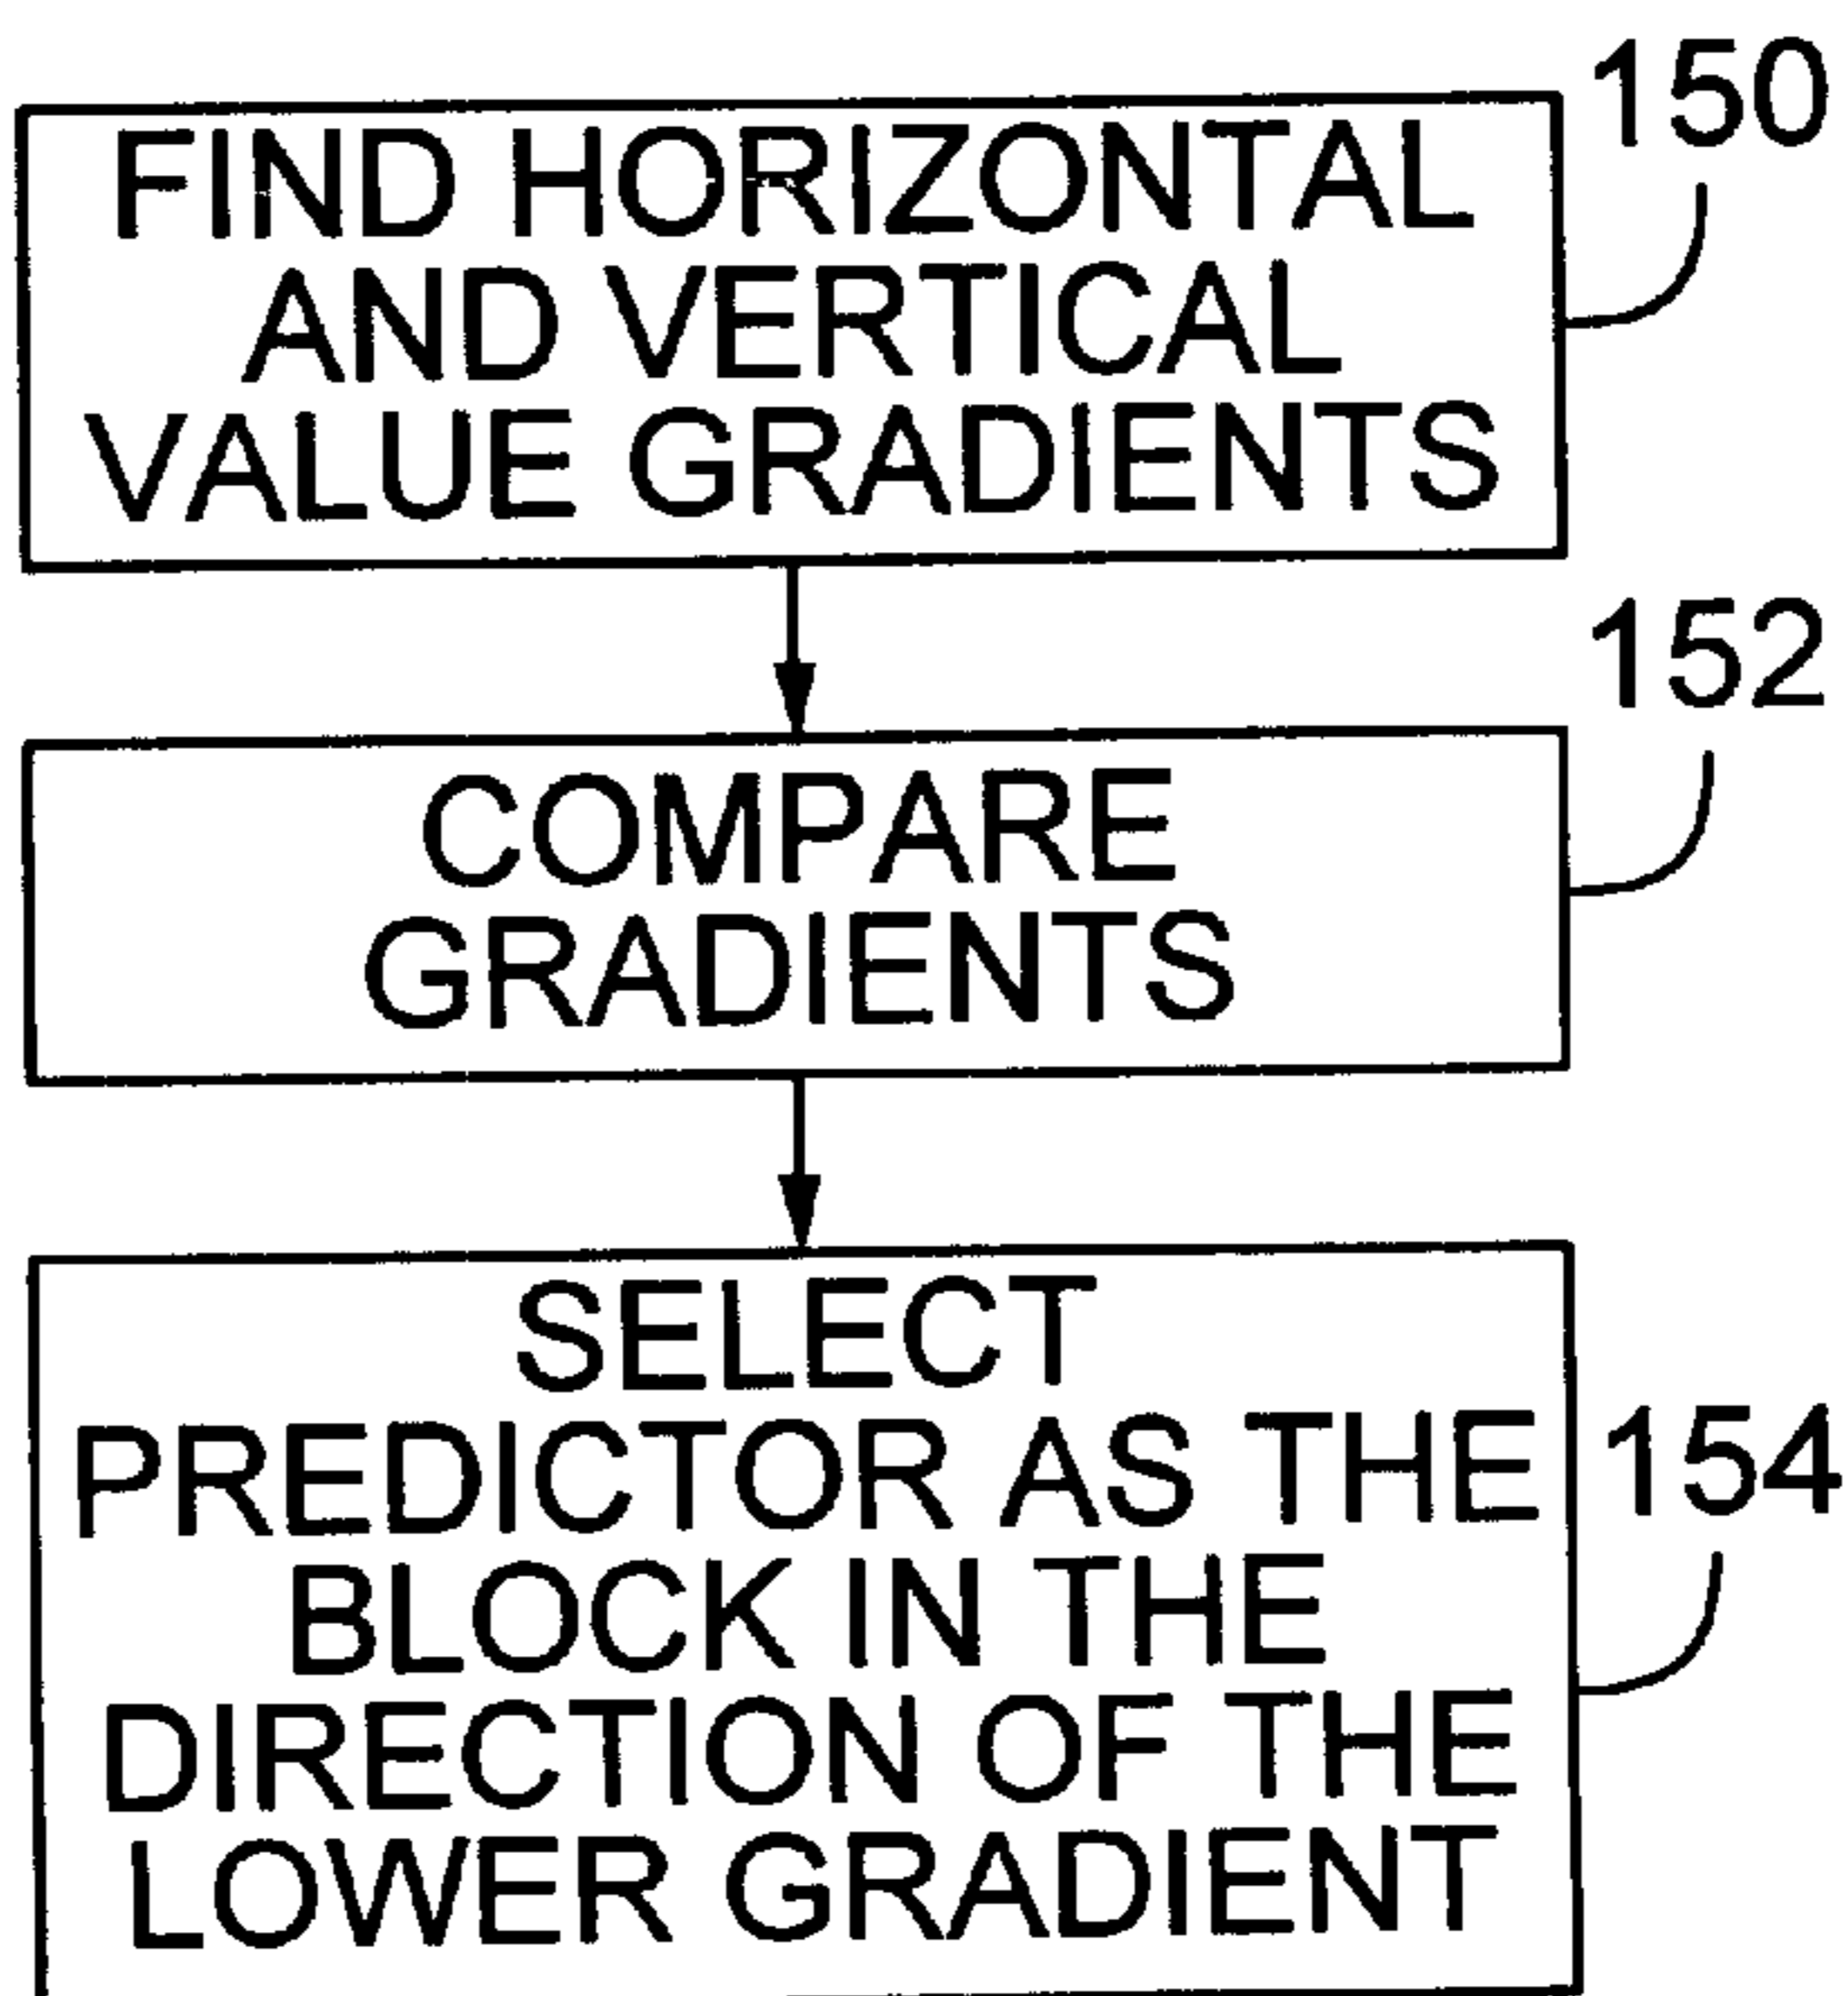 150
FIND HORIZONTAL
AND VERTICAL
VALUE GRADIENTS
152
COMPARE
GRADIENTS
SELECT
PREDICTOR AS THE
154
BLOCK IN THE
DIRECTION OF THE
LOWER GRADIENT